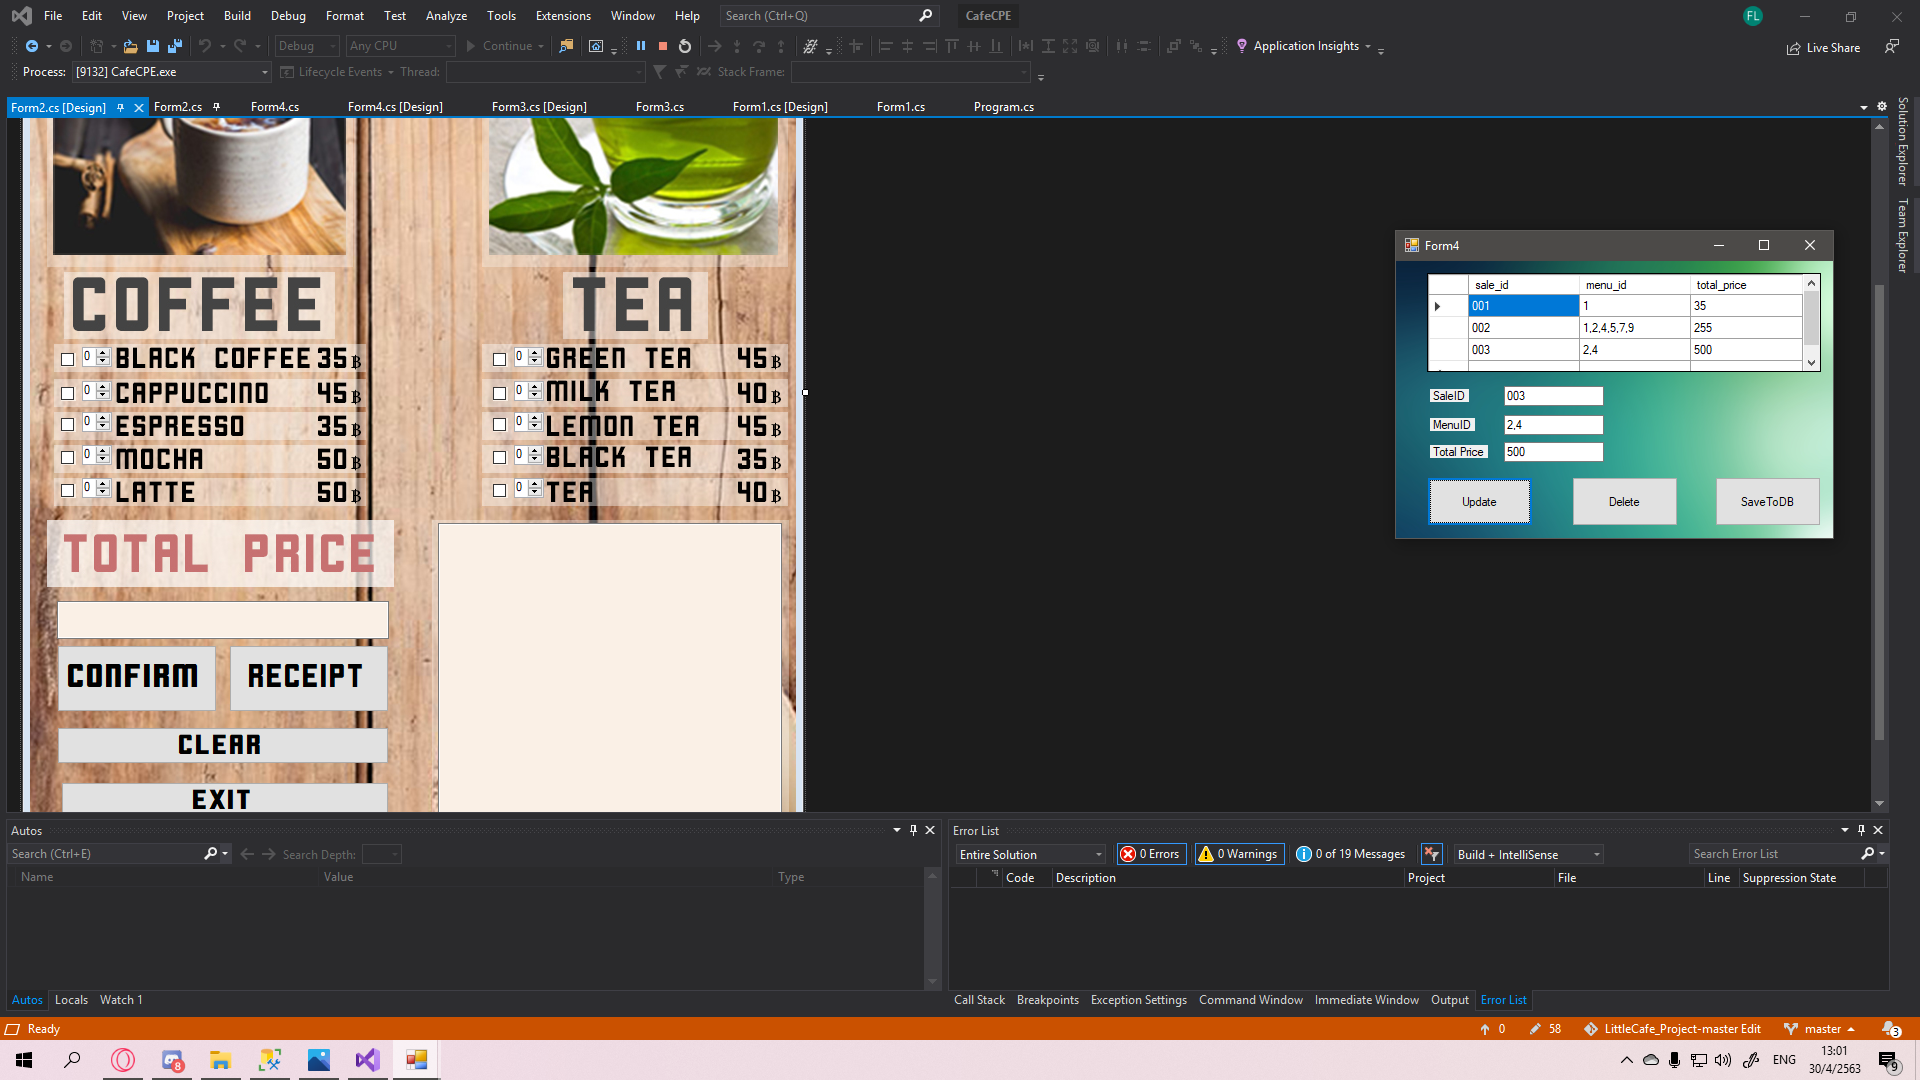 File Edit View Project Build Debug Format Test Analyze Tools Extensions Window Help Search (Ctrl+Q) CafeCPE FL
Debug Any CPU Continue Application Insights Live Share
Process: [9132] CafeCPE.exe Lifecycle Events Thread: Stack Frame:
Form2.cs [Design] Form2.cs Form4.cs Form4.cs [Design] Form3.cs [Design] Form3.cs Form1.cs [Design] Form1.cs Program.cs
Solution Explorer
Team Explorer
COFFEE
0 BLACK COFFEE 35 ฿
0 CAPPUCCINO 45 ฿
0 ESPRESSO 35 ฿
0 MOCHA 50 ฿
0 LATTE 50 ฿
TEA
0 GREEN TEA 45 ฿
0 MILK TEA 40 ฿
0 LEMON TEA 45 ฿
0 BLACK TEA 35 ฿
0 TEA 40 ฿
TOTAL PRICE
CONFIRM RECEIPT
CLEAR
EXIT
Form4
sale_id menu_id total_price
001 1 35
002 1,2,4,5,7,9 255
003 2,4 500
SaleID 003
MenuID 2,4
Total Price 500
Update Delete SaveToDB
Autos
Search (Ctrl+E) Search Depth:
Name Value Type
Autos Locals Watch 1
Error List
Entire Solution 0 Errors 0 Warnings 0 of 19 Messages Build + IntelliSense Search Error List
Code Description Project File Line Suppression State
Call Stack Breakpoints Exception Settings Command Window Immediate Window Output Error List
Ready 0 58 LittleCafe_Project-master Edit master 3
8 ENG 13:01
30/4/2563 9